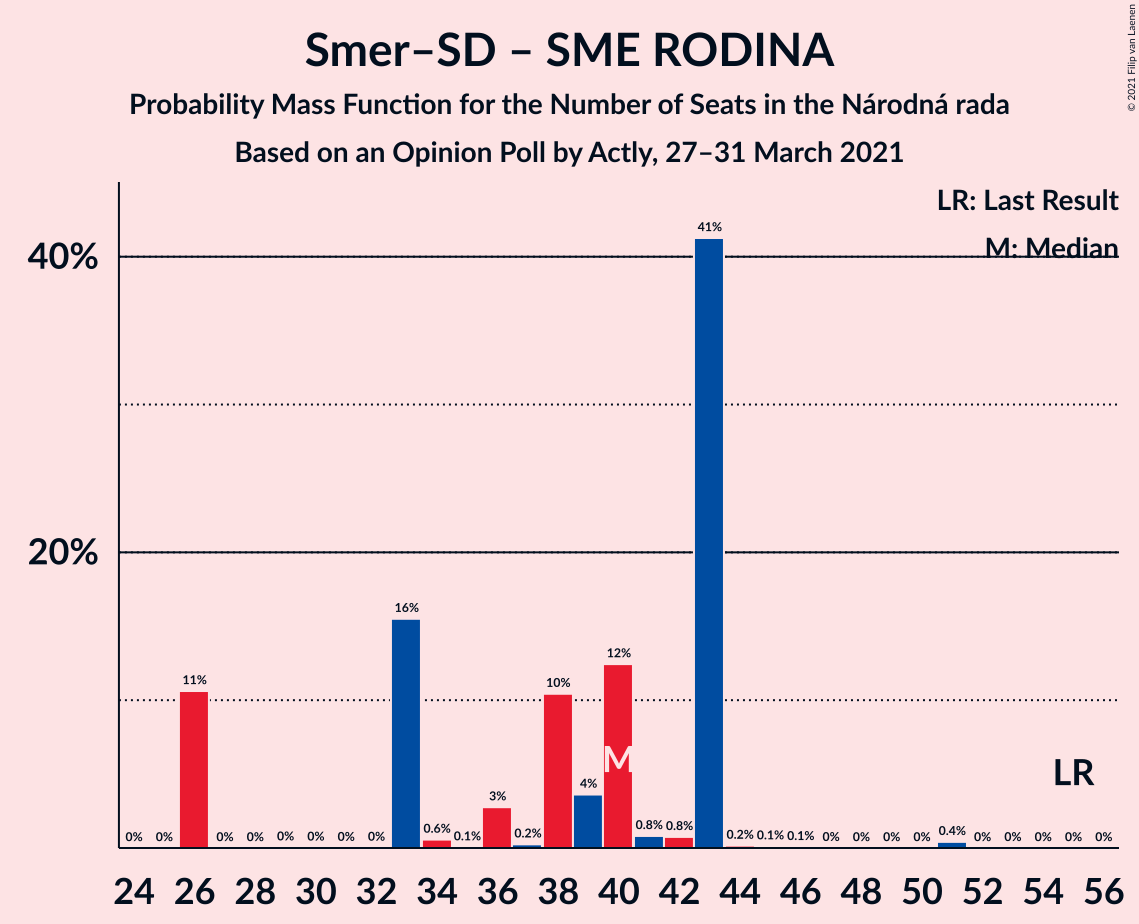 Smer–SD – SME RODINA
Probability Mass Function for the Number of Seats in the Národná rada
Based on an Opinion Poll by Actly, 27–31 March 2021
© 2021 Filip van Laenen
LR: Last Result
M: Median
40%
20%
0% 0% 11% 0% 0% 0% 0% 0% 0% 16% 0.6% 0.1% 3% 0.2% 10% 4% 12% 0.8% 0.8% 41% 0.2% 0.1% 0.1% 0% 0% 0% 0% 0.4% 0% 0% 0% 0% 0%
M
LR
24 26 28 30 32 34 36 38 40 42 44 46 48 50 52 54 56